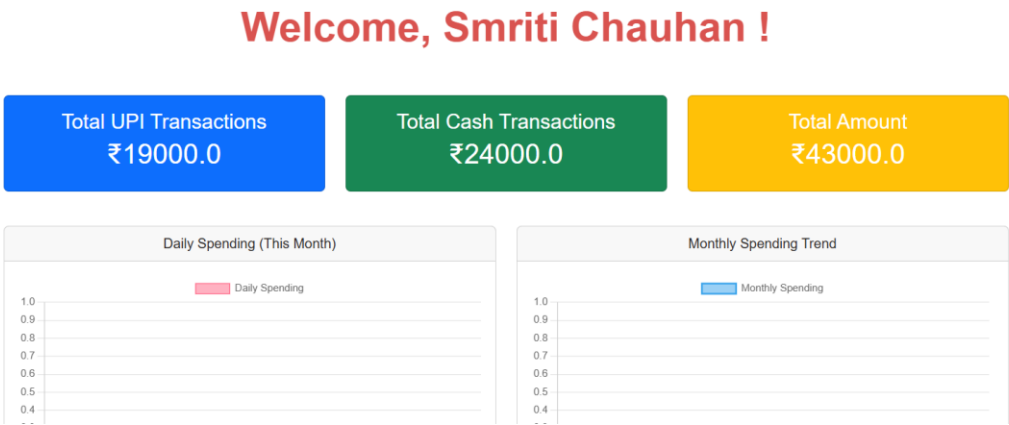 Welcome, Smriti Chauhan !
Total UPI Transactions
₹19000.0
Total Cash Transactions
₹24000.0
Total Amount
₹43000.0
Daily Spending (This Month)
Daily Spending
1.0
0.9
0.8
0.7
0.6
0.5
0.4
Monthly Spending Trend
Monthly Spending
1.0
0.9
0.8
0.7
0.6
0.5
0.4